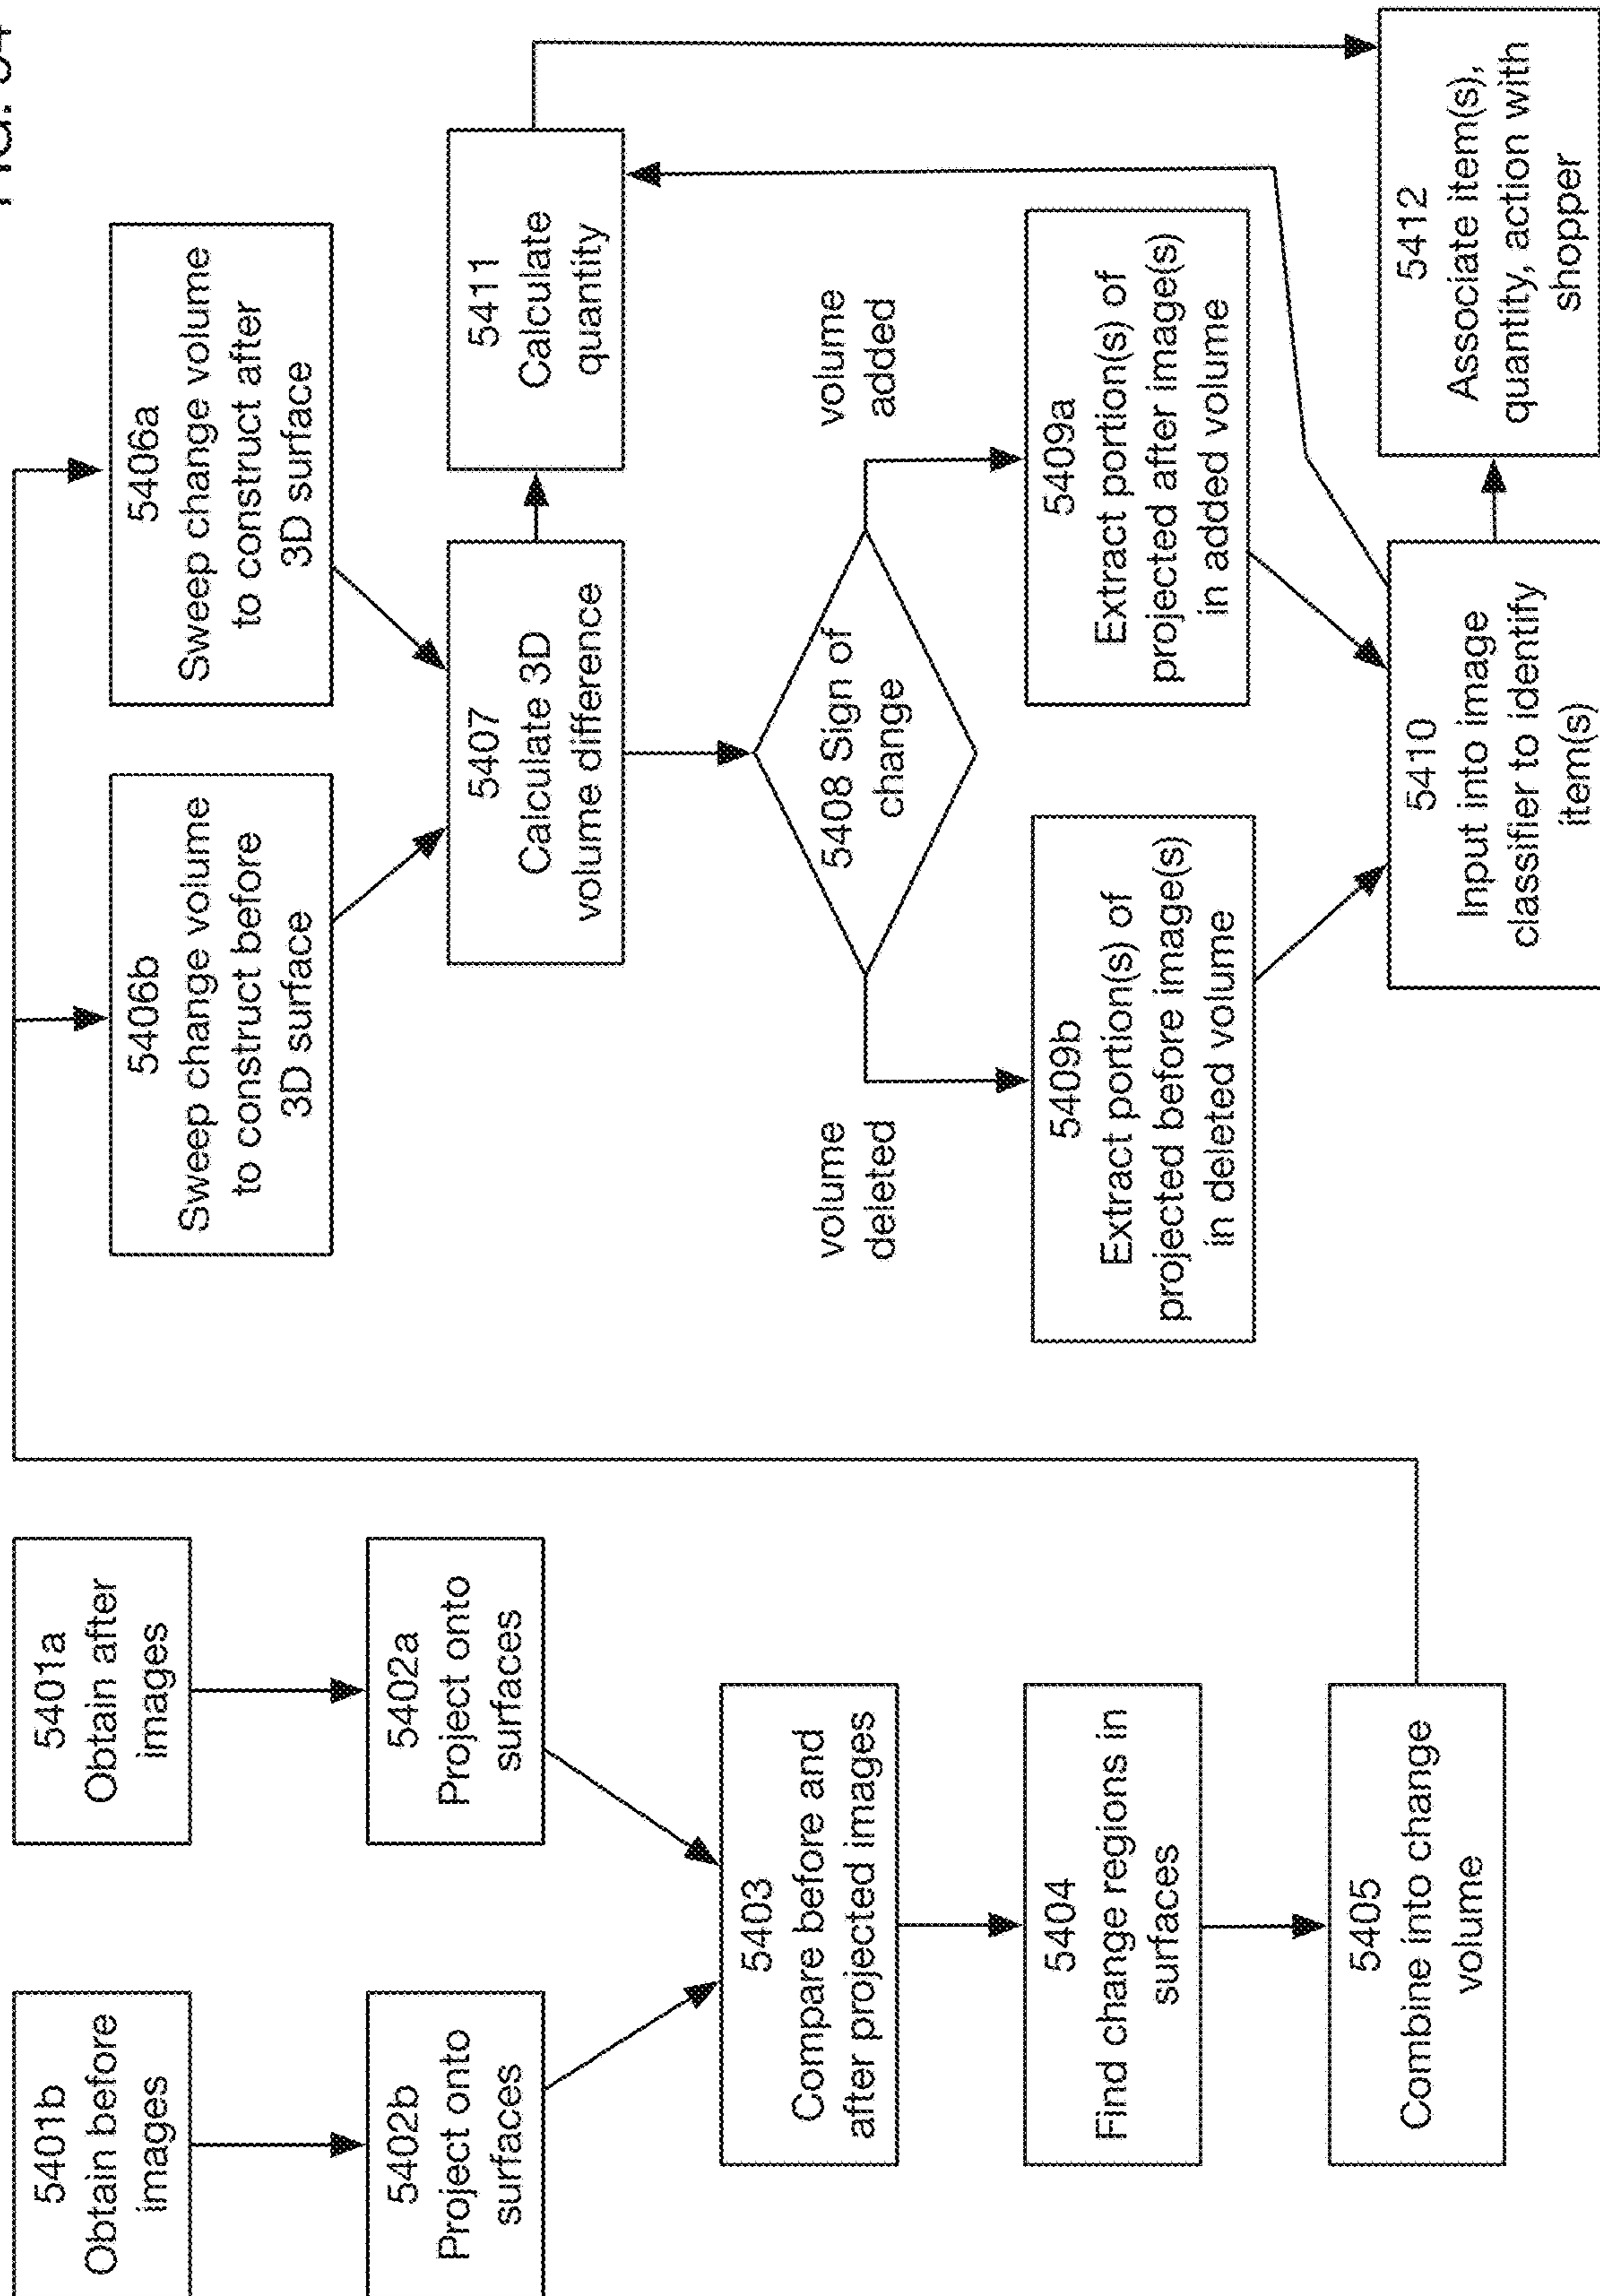 5401b
Obtain before
images
5401a
Obtain after
images
5402b
Project onto
surfaces
5402a
Project onto
surfaces
5403
Compare before and
after projected images
5404
Find change regions in
surfaces
5405
Combine into change
volume
5406b
Sweep change volume
to construct before
3D surface
5406a
Sweep change volume
to construct after
3D surface
5407
Calculate 3D
volume difference
5411
Calculate
quantity
5408 Sign of
change
volume
deleted
volume
added
5409b
Extract portion(s) of
projected before image(s)
in deleted volume
5409a
Extract portion(s) of
projected after image(s)
in added volume
5410
Input into image
classifier to identify
item(s)
5412
Associate item(s),
quantity, action with
shopper